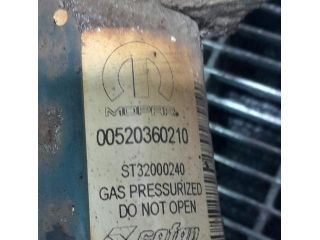 MOPAR
00520360210
ST32000240
GAS PRESSURIZED
DO NOT OPEN